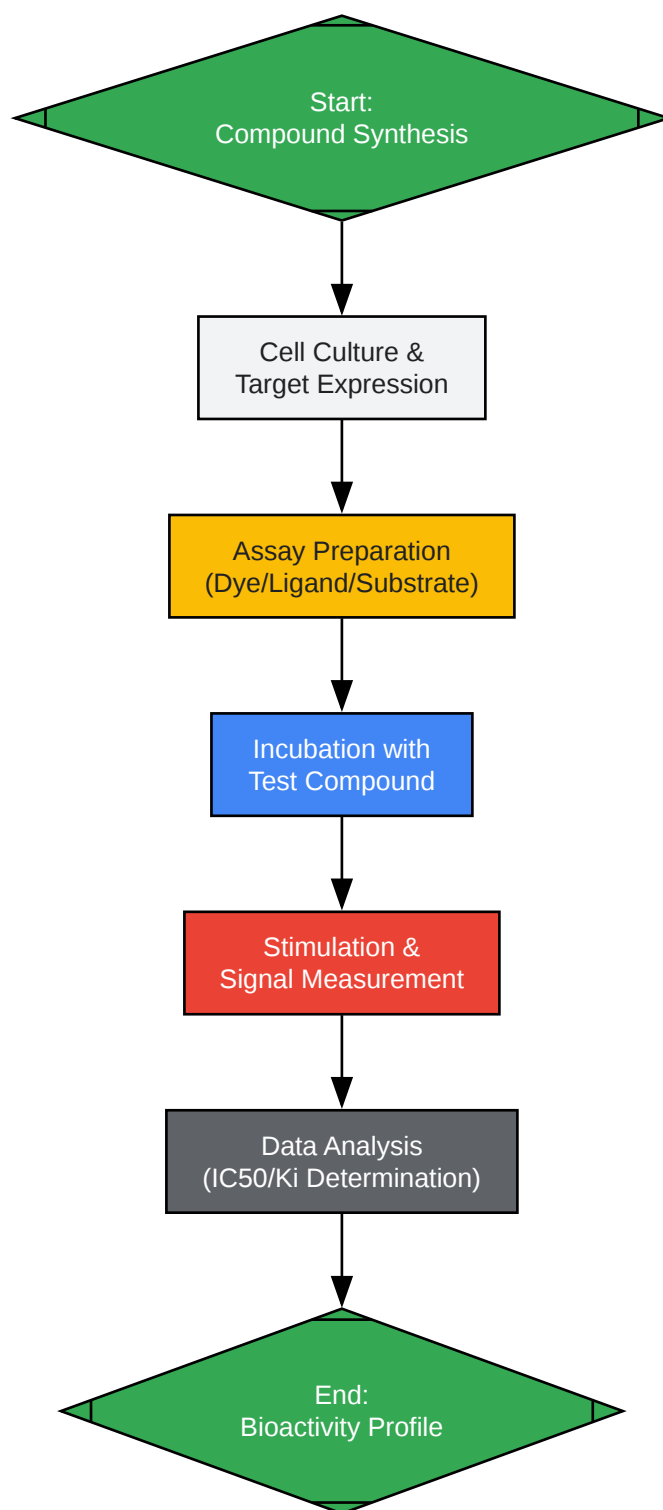 Start:
Compound Synthesis
Cell Culture &
Target Expression
Assay Preparation
(Dye/Ligand/Substrate)
Incubation with
Test Compound
Stimulation &
Signal Measurement
Data Analysis
(IC50/Ki Determination)
End:
Bioactivity Profile